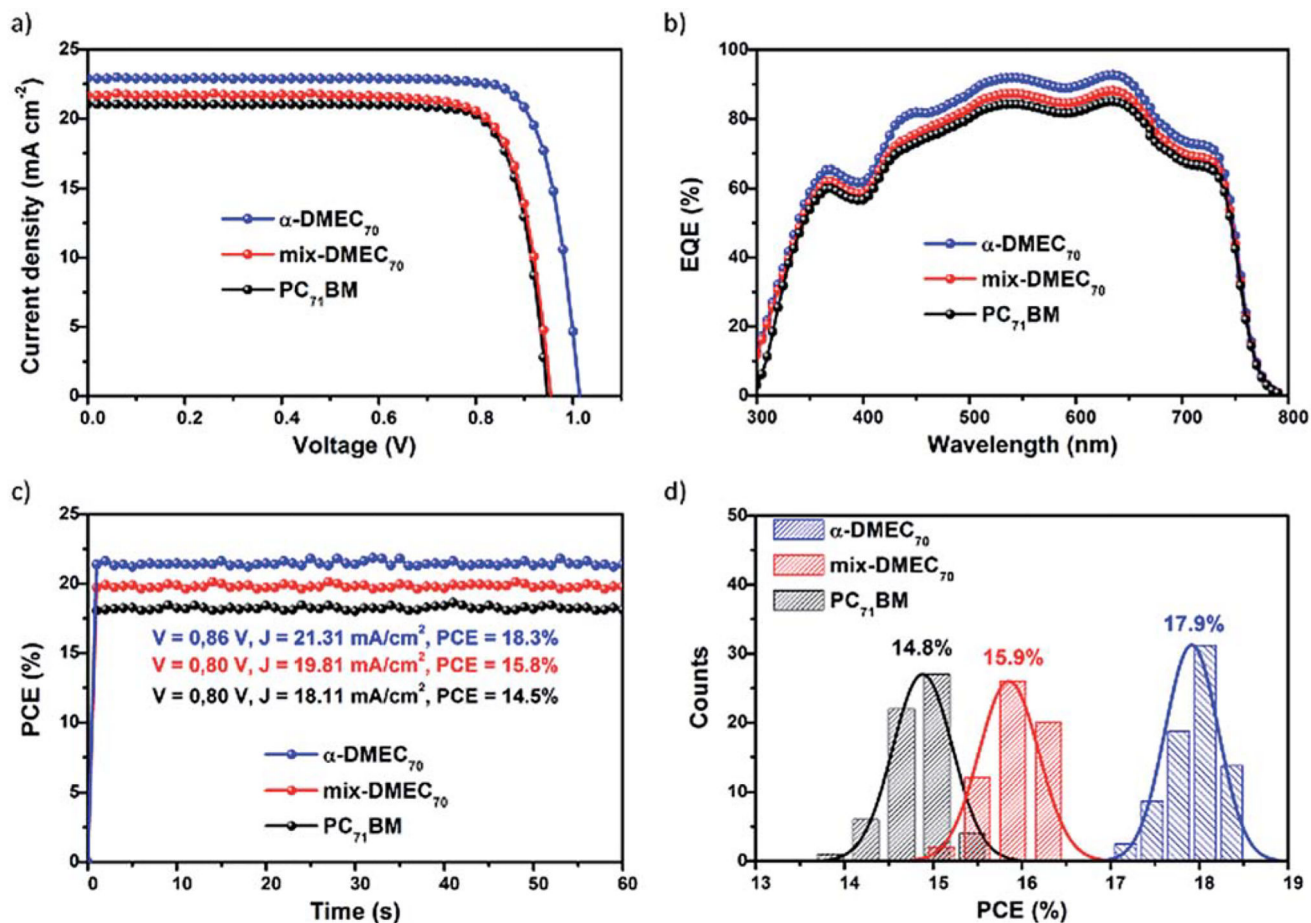 a)
25
20
15
10
5
0
Current density (mA cm⁻²)
α-DMEC₇₀
mix-DMEC₇₀
PC₇₁BM
0.0 0.2 0.4 0.6 0.8 1.0
Voltage (V)
b)
100
80
60
40
20
0
EQE (%)
α-DMEC₇₀
mix-DMEC₇₀
PC₇₁BM
300 400 500 600 700 800
Wavelength (nm)
c)
25
20
15
10
5
0
PCE (%)
V = 0,86 V, J = 21.31 mA/cm², PCE = 18.3%
V = 0,80 V, J = 19.81 mA/cm², PCE = 15.8%
V = 0,80 V, J = 18.11 mA/cm², PCE = 14.5%
α-DMEC₇₀
mix-DMEC₇₀
PC₇₁BM
0 10 20 30 40 50 60
Time (s)
d)
50
40
30
20
10
0
Counts
α-DMEC₇₀
mix-DMEC₇₀
PC₇₁BM
14.8%
15.9%
17.9%
13 14 15 16 17 18 19
PCE (%)